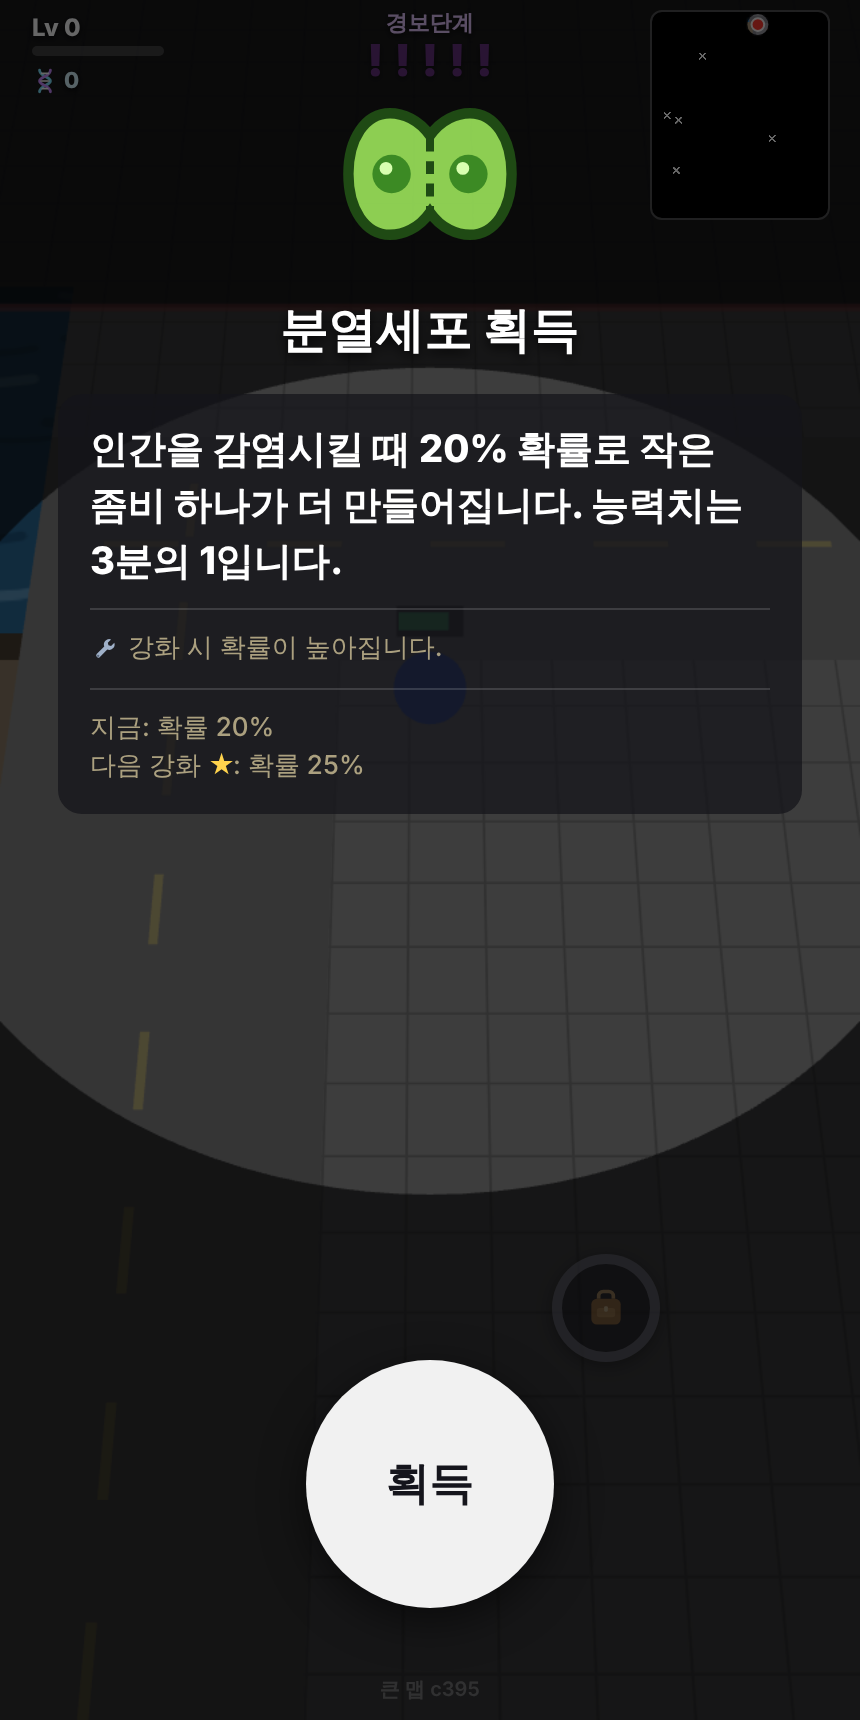 Lv 0
경보단계
!!!!!
0
분열세포 획득
인간을 감염시킬 때 20% 확률로 작은
좀비 하나가 더 만들어집니다. 능력치는
3분의 1입니다.
강화 시 확률이 높아집니다.
지금: 확률 20%
다음 강화 ★: 확률 25%
획득
큰 맵 c395